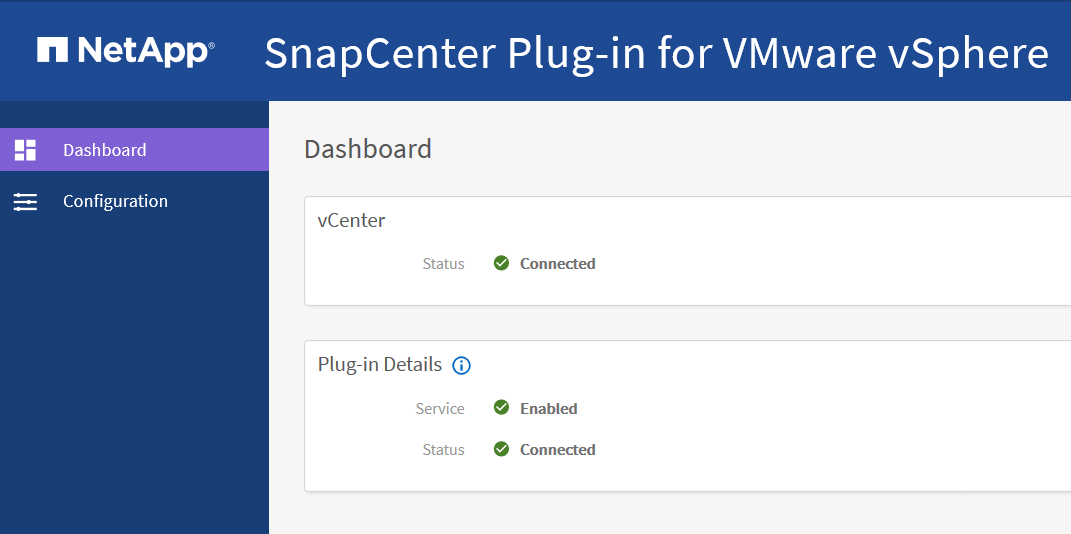 NetApp®
SnapCenter Plug-in for VMware vSphere
Dashboard
Configuration
Dashboard
vCenter
Status Connected
Plug-in Details
Service Enabled
Status Connected